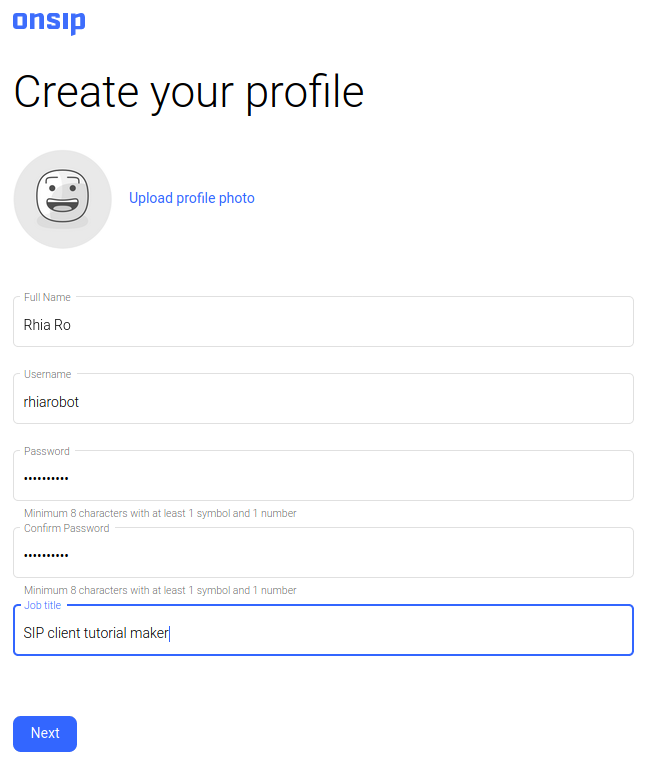 onsip
Create your profile
Upload profile photo
Full Name
Rhia Ro
Username
rhiarobot
Password
••••••••••
Minimum 8 characters with at least 1 symbol and 1 number
Confirm Password
••••••••••
Minimum 8 characters with at least 1 symbol and 1 number
Job title
SIP client tutorial maker
Next